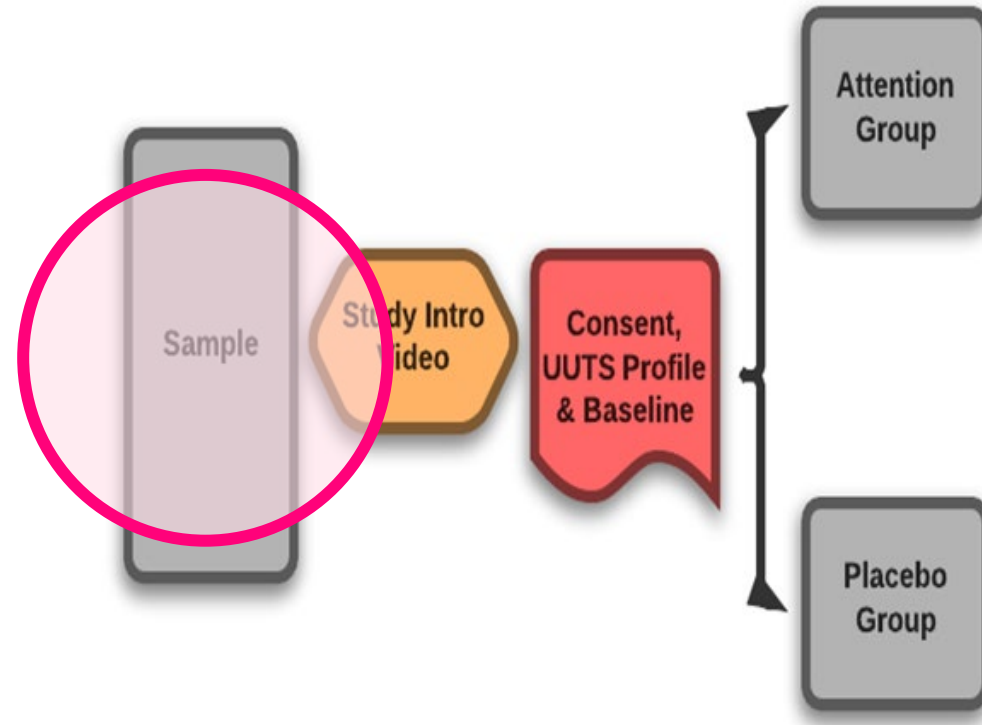 Sample
Study Intro
Video
Consent,
UUTS Profile
& Baseline
Attention
Group
Placebo
Group